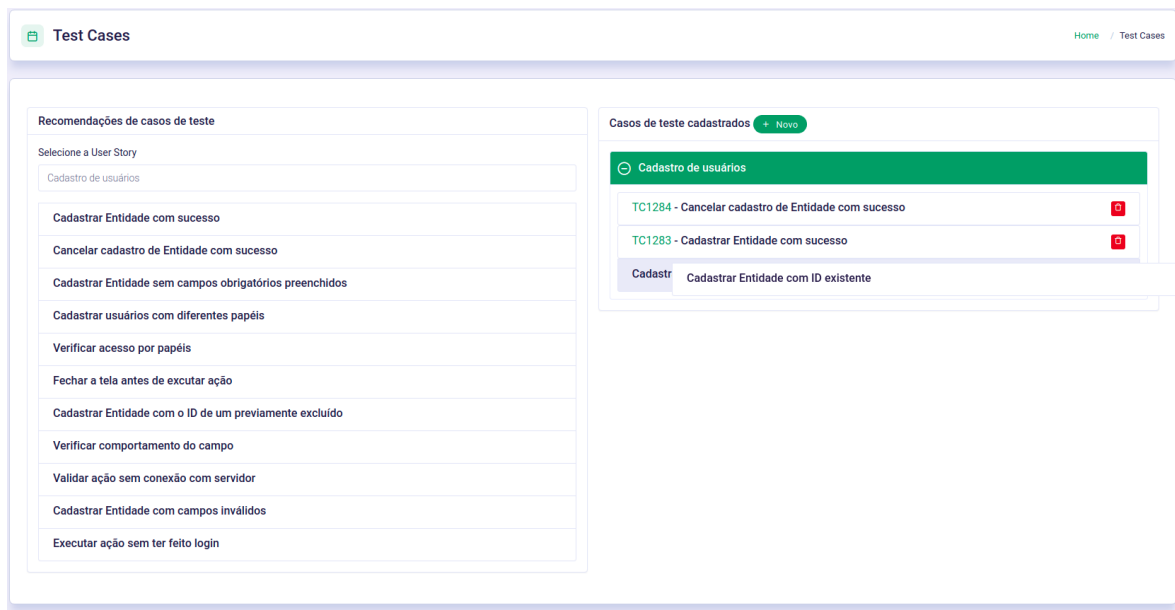 Test Cases
Home / Test Cases
Recomendações de casos de teste
Selecione a User Story
Cadastro de usuários
Cadastrar Entidade com sucesso
Cancelar cadastro de Entidade com sucesso
Cadastrar Entidade sem campos obrigatórios preenchidos
Cadastrar usuários com diferentes papéis
Verificar acesso por papéis
Fechar a tela antes de excutar ação
Cadastrar Entidade com o ID de um previamente excluído
Verificar comportamento do campo
Validar ação sem conexão com servidor
Cadastrar Entidade com campos inválidos
Executar ação sem ter feito login
Casos de teste cadastrados + Novo
Cadastro de usuários
TC1284 - Cancelar cadastro de Entidade com sucesso
TC1283 - Cadastrar Entidade com sucesso
Cadastr
Cadastrar Entidade com ID existente